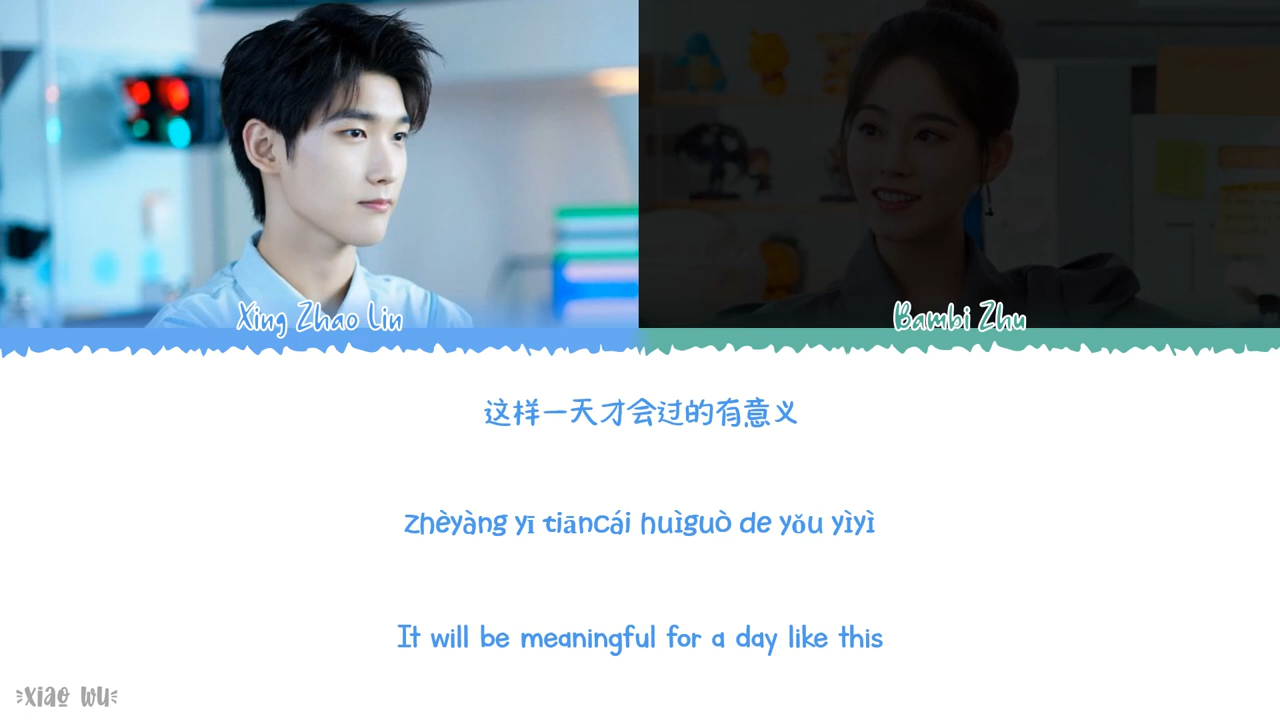 Xing Zhao Lin
Bambi Zhu
这样一天才会过的有意义
zhèyàng yī tiāncái huìguò de yǒu yìyì
It will be meaningful for a day like this
xiao wu